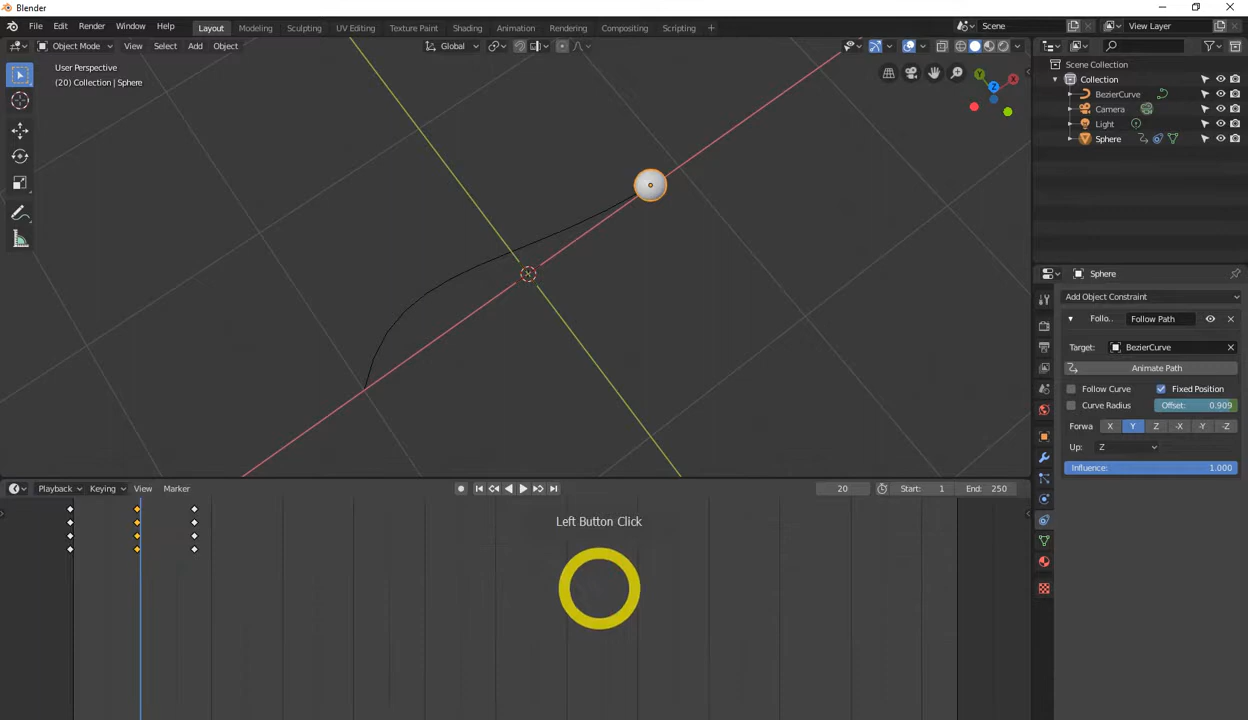 Blender
File Edit Render Window Help Layout Modeling Sculpting UV Editing Texture Paint Shading Animation Rendering Compositing Scripting + Scene View Layer
Object Mode View Select Add Object Global
User Perspective
(20) Collection | Sphere
Scene Collection
Collection
BezierCurve
Camera
Light
Sphere
Z Y X
Sphere
Add Object Constraint
Follo.. Follow Path
Target: BezierCurve
Animate Path
Follow Curve Fixed Position
Curve Radius Offset: 0.909
Forwa X Y Z -X -Y -Z
Up: Z
Influence: 1.000
Playback Keying View Marker 20 Start: 1 End: 250
Left Button Click